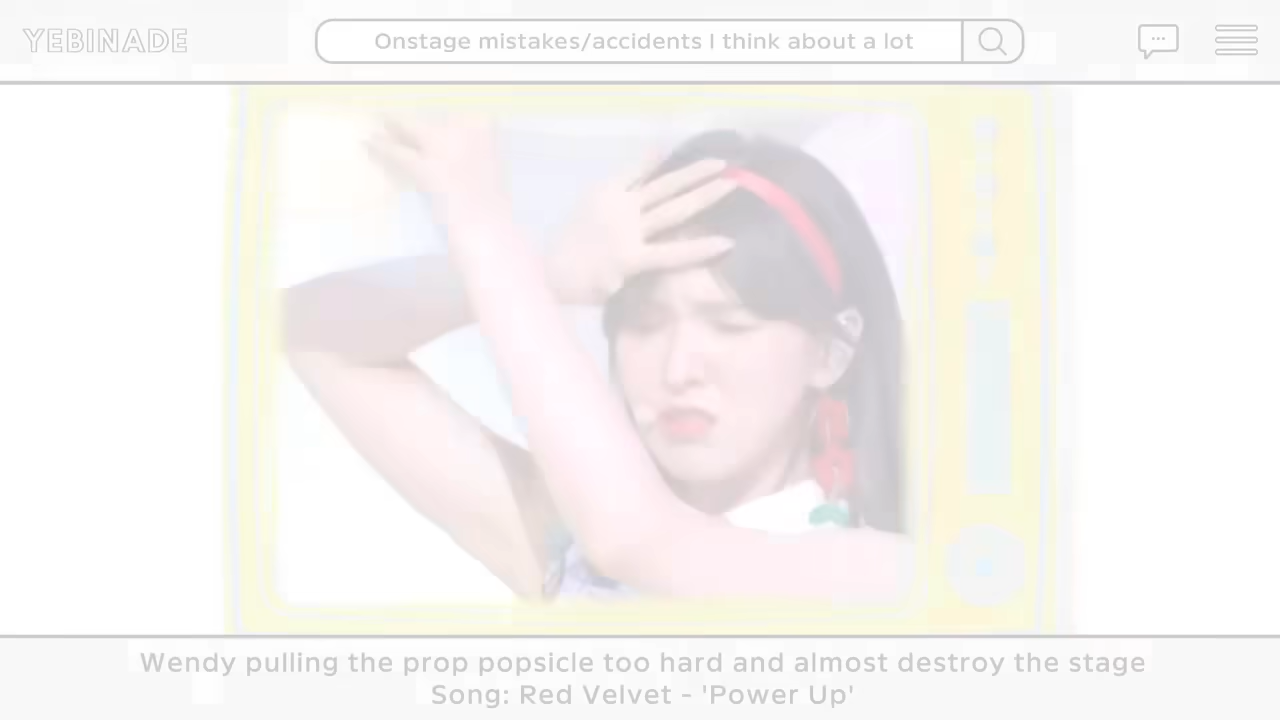 YEBINADE
Onstage mistakes/accidents I think about a lot
Wendy pulling the prop popsicle too hard and almost destroy the stage
Song: Red Velvet - 'Power Up'